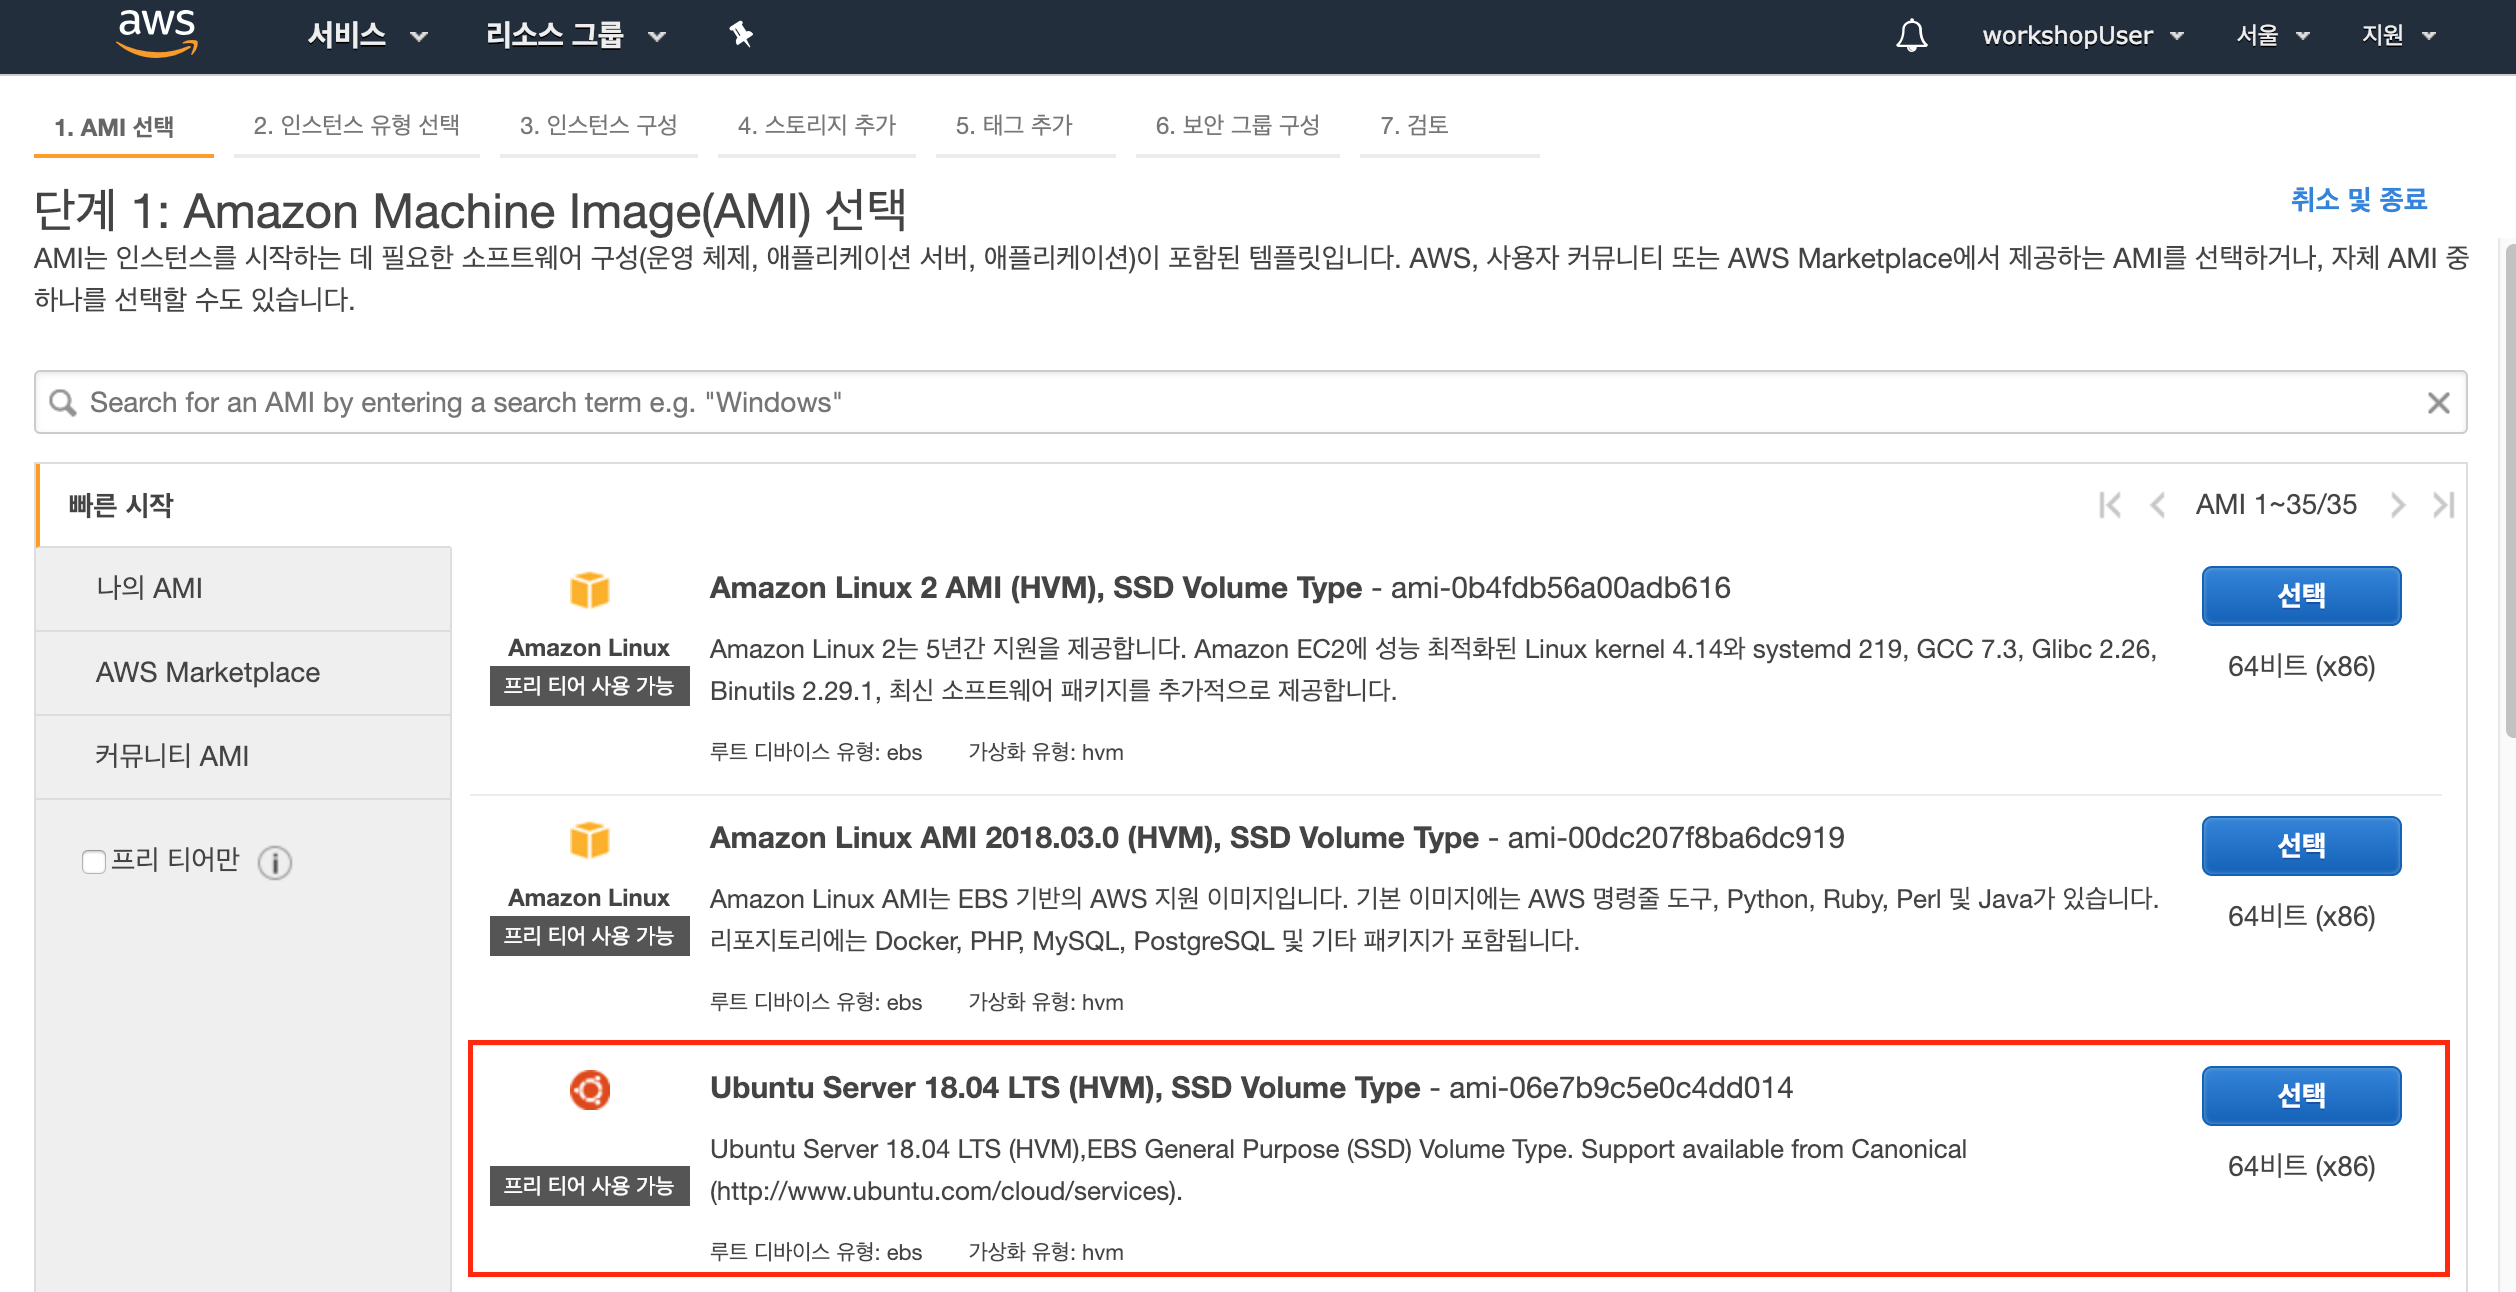 aws 서비스 리소스 그룹 workshopUser 서울 지원
1. AMI 선택 2. 인스턴스 유형 선택 3. 인스턴스 구성 4. 스토리지 추가 5. 태그 추가 6. 보안 그룹 구성 7. 검토
단계 1: Amazon Machine Image(AMI) 선택
취소 및 종료
AMI는 인스턴스를 시작하는 데 필요한 소프트웨어 구성(운영 체제, 애플리케이션 서버, 애플리케이션)이 포함된 템플릿입니다. AWS, 사용자 커뮤니티 또는 AWS Marketplace에서 제공하는 AMI를 선택하거나, 자체 AMI 중
하나를 선택할 수도 있습니다.
Search for an AMI by entering a search term e.g. "Windows"
빠른 시작
AMI 1~35/35
나의 AMI
AWS Marketplace
커뮤니티 AMI
프리 티어만
Amazon Linux
프리 티어 사용 가능
Amazon Linux 2 AMI (HVM), SSD Volume Type - ami-0b4fdb56a00adb616
Amazon Linux 2는 5년간 지원을 제공합니다. Amazon EC2에 성능 최적화된 Linux kernel 4.14와 systemd 219, GCC 7.3, Glibc 2.26,
Binutils 2.29.1, 최신 소프트웨어 패키지를 추가적으로 제공합니다.
루트 디바이스 유형: ebs 가상화 유형: hvm
선택
64비트 (x86)
Amazon Linux
프리 티어 사용 가능
Amazon Linux AMI 2018.03.0 (HVM), SSD Volume Type - ami-00dc207f8ba6dc919
Amazon Linux AMI는 EBS 기반의 AWS 지원 이미지입니다. 기본 이미지에는 AWS 명령줄 도구, Python, Ruby, Perl 및 Java가 있습니다.
리포지토리에는 Docker, PHP, MySQL, PostgreSQL 및 기타 패키지가 포함됩니다.
루트 디바이스 유형: ebs 가상화 유형: hvm
선택
64비트 (x86)
프리 티어 사용 가능
Ubuntu Server 18.04 LTS (HVM), SSD Volume Type - ami-06e7b9c5e0c4dd014
Ubuntu Server 18.04 LTS (HVM),EBS General Purpose (SSD) Volume Type. Support available from Canonical
(http://www.ubuntu.com/cloud/services).
루트 디바이스 유형: ebs 가상화 유형: hvm
선택
64비트 (x86)